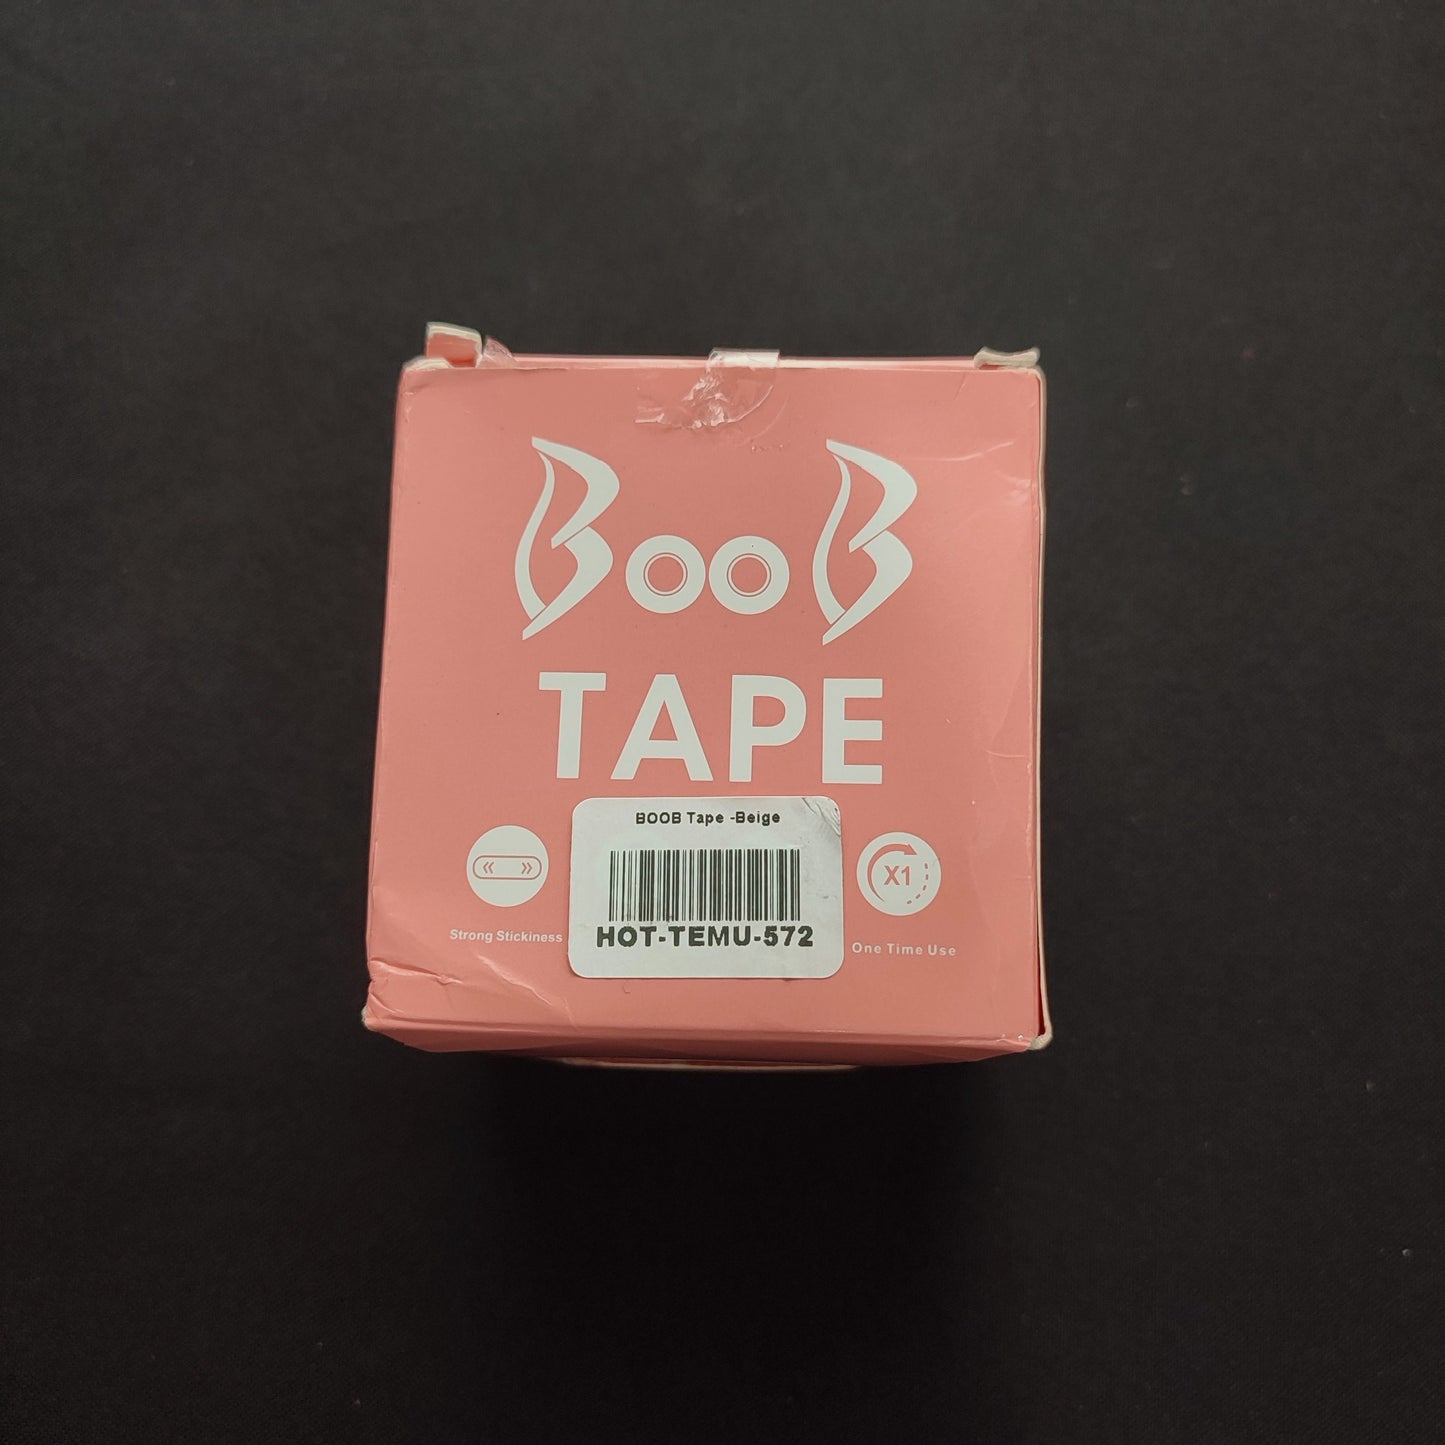 BooB
TAPE
BOOB Tape -Beige
HOT-TEMU-572
Strong Stickiness
X1
One Time Use